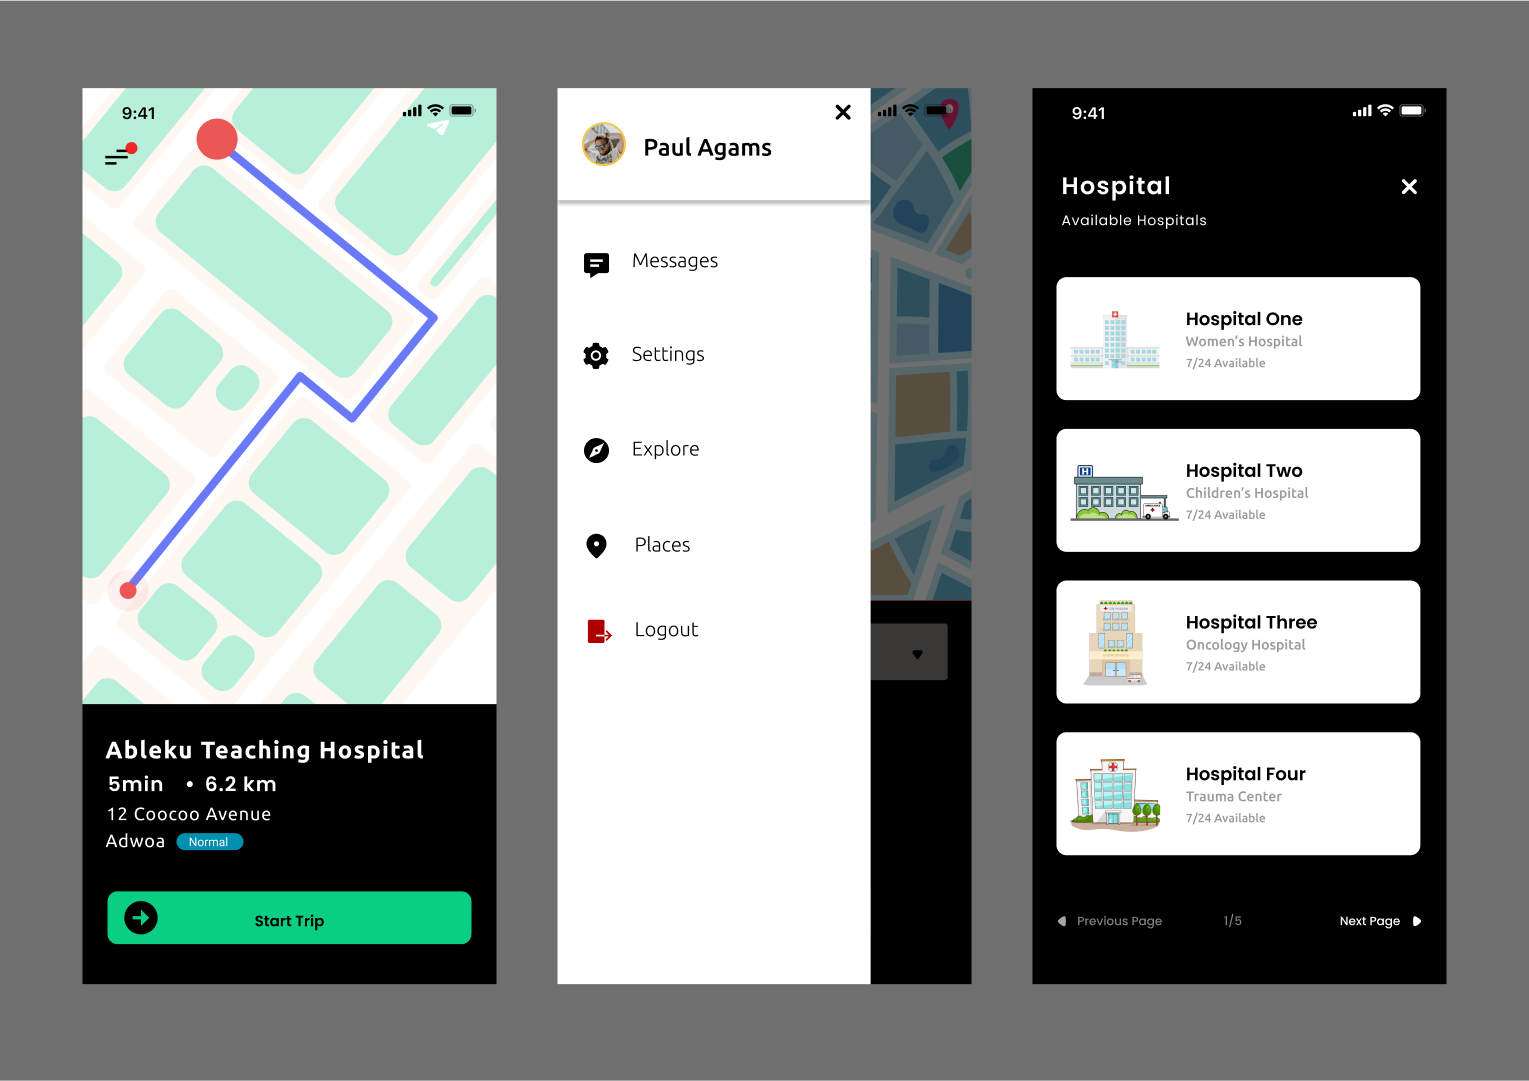 9:41
Ableku Teaching Hospital
5min • 6.2 km
12 Coocoo Avenue
Adwoa Normal
Start Trip
Paul Agams
Messages
Settings
Explore
Places
Logout
9:41
Hospital
Available Hospitals
Hospital One
Women's Hospital
7/24 Available
H
Hospital Two
Children's Hospital
7/24 Available
Hospital Three
Oncology Hospital
7/24 Available
Hospital Four
Trauma Center
7/24 Available
Previous Page 1/5 Next Page